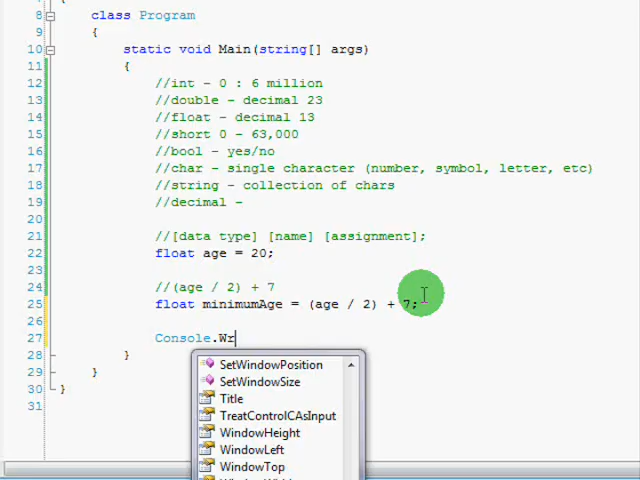 8 class Program
9 {
10 static void Main(string[] args)
11 {
12 //int - 0 : 6 million
13 //double - decimal 23
14 //float - decimal 13
15 //short 0 - 63,000
16 //bool - yes/no
17 //char - single character (number, symbol, letter, etc)
18 //string - collection of chars
19 //decimal -
20
21 //[data type] [name] [assignment];
22 float age = 20;
23
24 //(age / 2) + 7
25 float minimumAge = (age / 2) + 7;
26
27 Console.Wr
28 }
29 }
30 }
31
SetWindowPosition
SetWindowSize
Title
TreatControlCAsInput
WindowHeight
WindowLeft
WindowTop